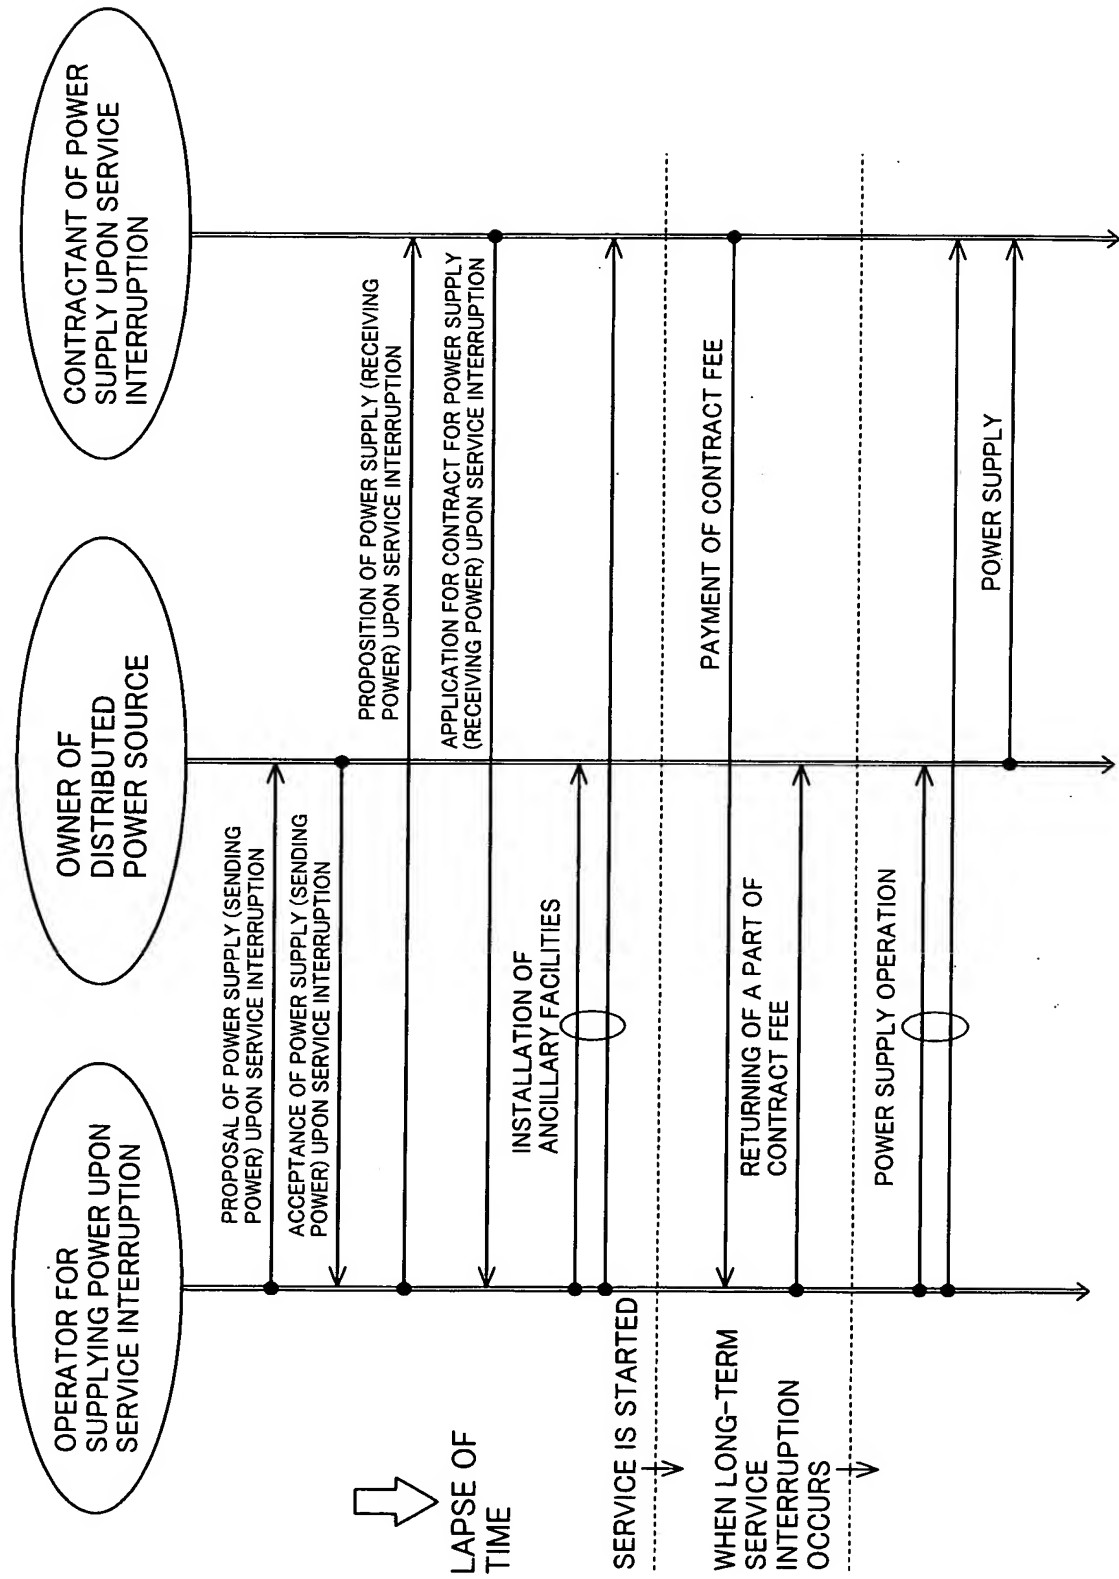 OPERATOR FOR
SUPPLYING POWER UPON
SERVICE INTERRUPTION
OWNER OF
DISTRIBUTED
POWER SOURCE
CONTRACTANT OF POWER
SUPPLY UPON SERVICE
INTERRUPTION
PROPOSAL OF POWER SUPPLY (SENDING
POWER) UPON SERVICE INTERRUPTION
ACCEPTANCE OF POWER SUPPLY (SENDING
POWER) UPON SERVICE INTERRUPTION
PROPOSITION OF POWER SUPPLY (RECEIVING
POWER) UPON SERVICE INTERRUPTION
APPLICATION FOR CONTRACT FOR POWER SUPPLY
(RECEIVING POWER) UPON SERVICE INTERRUPTION
LAPSE OF
TIME
INSTALLATION OF
ANCILLARY FACILITIES
SERVICE IS STARTED
PAYMENT OF CONTRACT FEE
RETURNING OF A PART OF
CONTRACT FEE
WHEN LONG-TERM
SERVICE
INTERRUPTION
OCCURS
POWER SUPPLY OPERATION
POWER SUPPLY